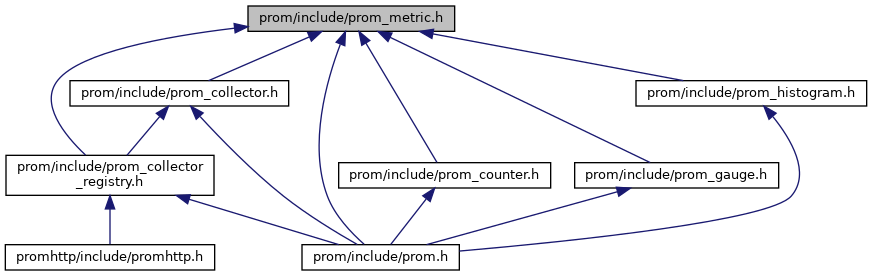 prom/include/prom_metric.h
prom/include/prom_collector.h
prom/include/prom_histogram.h
prom/include/prom_collector
_registry.h
prom/include/prom_counter.h
prom/include/prom_gauge.h
promhttp/include/promhttp.h
prom/include/prom.h